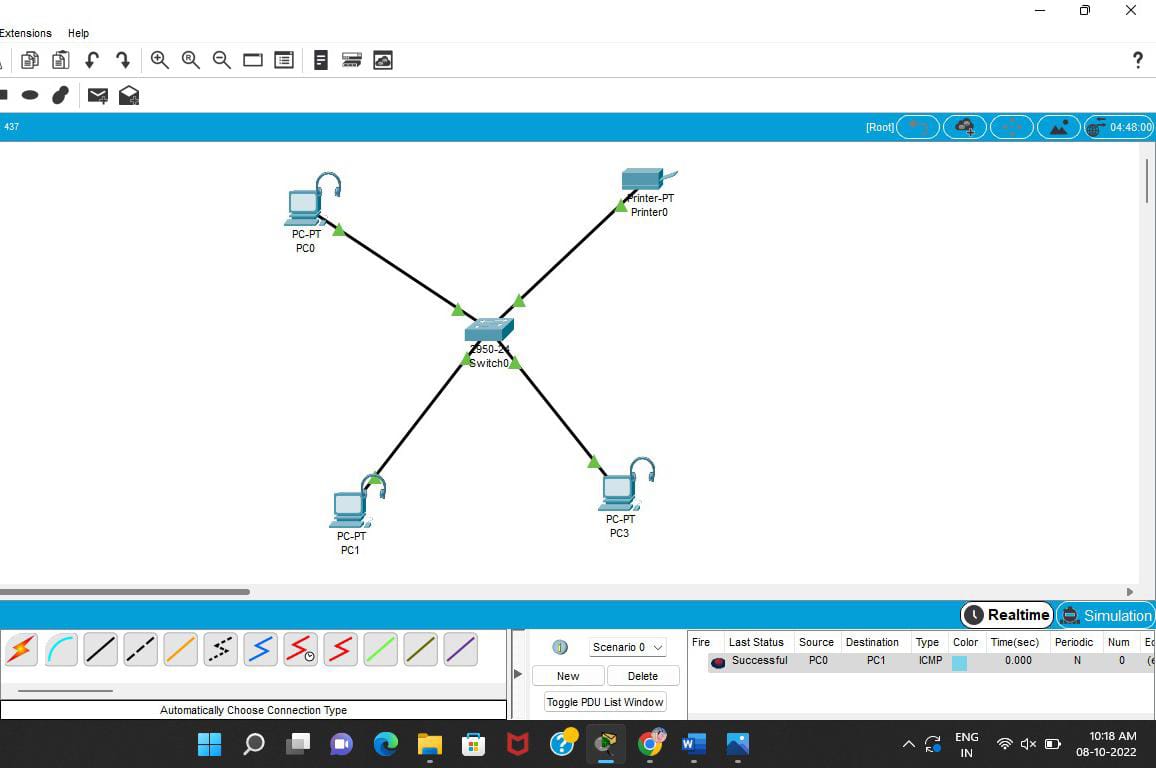 Extensions Help
?
437
[Root]
04:48:00
PC-PT
PC0
Printer-PT
Printer0
2950-24
Switch0
PC-PT
PC1
PC-PT
PC3
Realtime
Simulation
Scenario 0
New
Delete
Toggle PDU List Window
Fire Last Status Source Destination Type Color Time(sec) Periodic Num
Successful PC0 PC1 ICMP 0.000 N 0
Automatically Choose Connection Type
ENG
IN
10:18 AM
08-10-2022